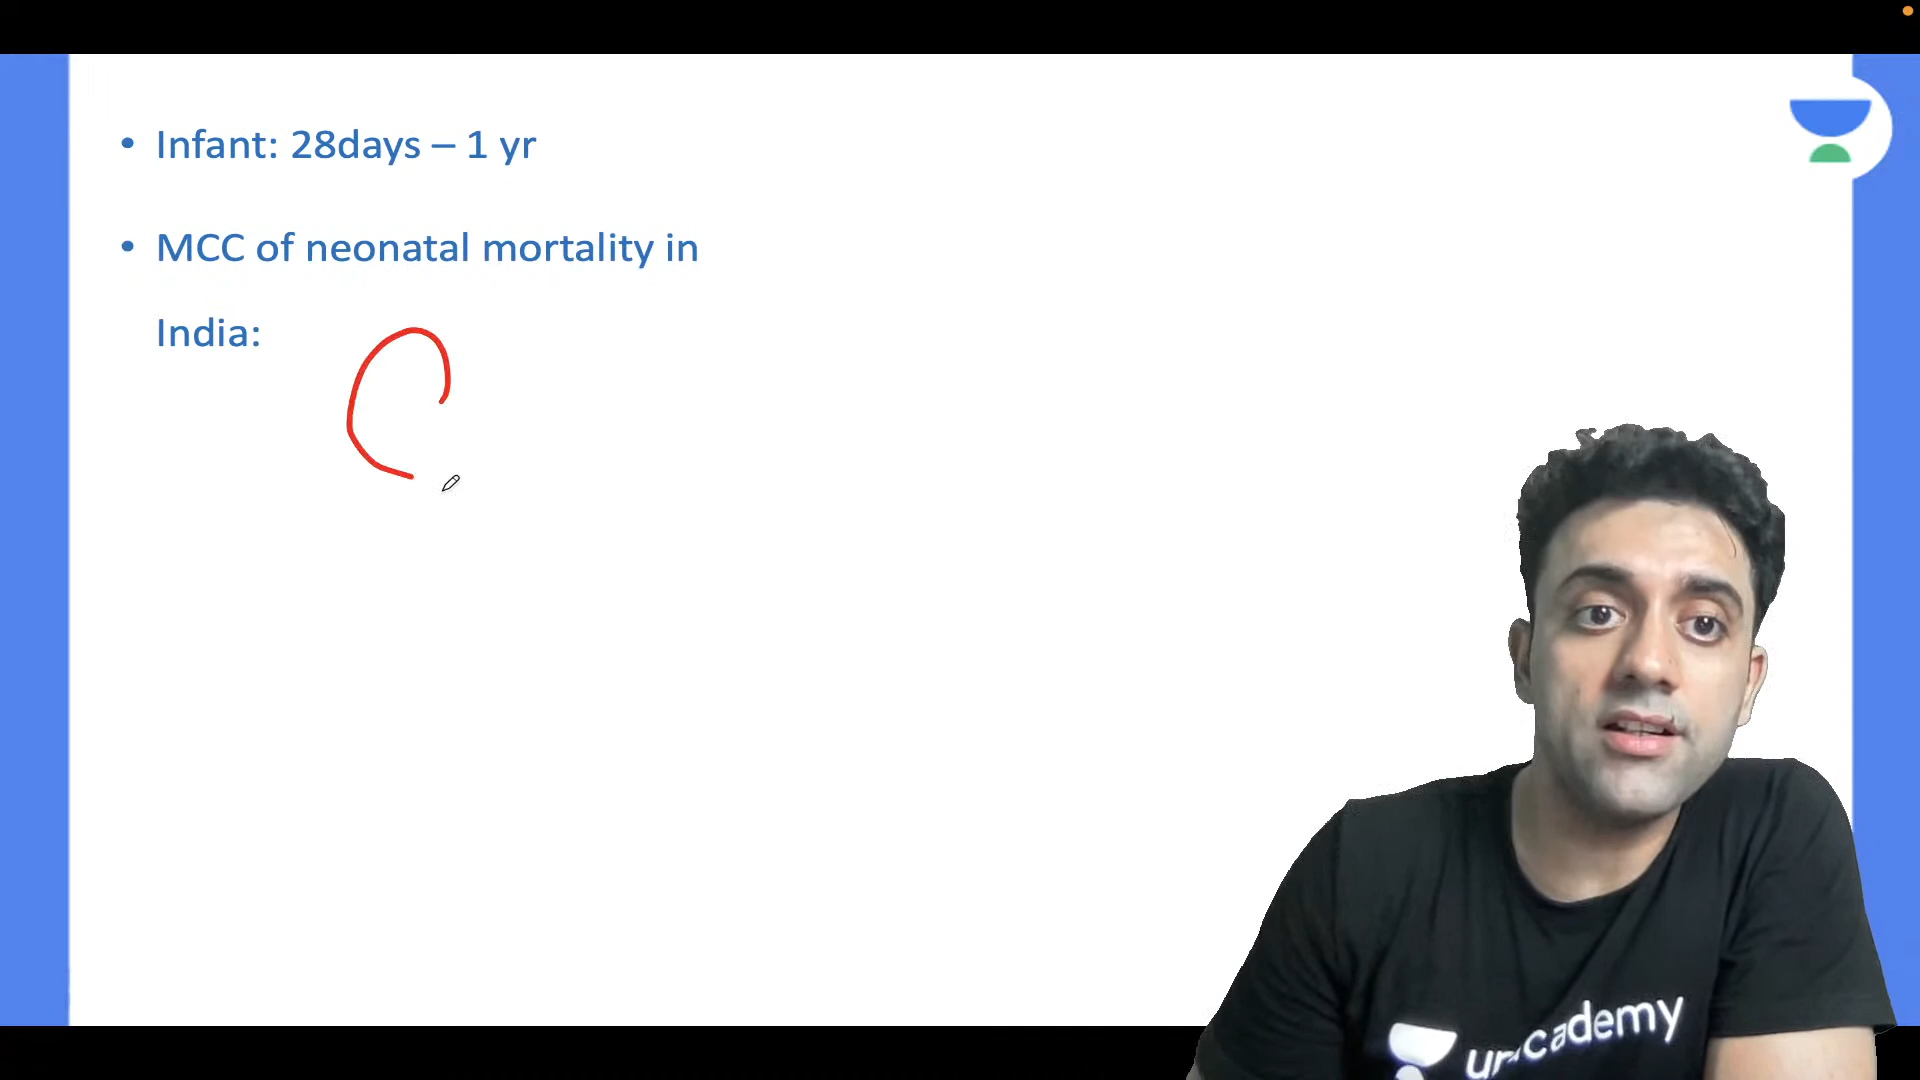 • Infant: 28days – 1 yr
• MCC of neonatal mortality in
India:
unacademy